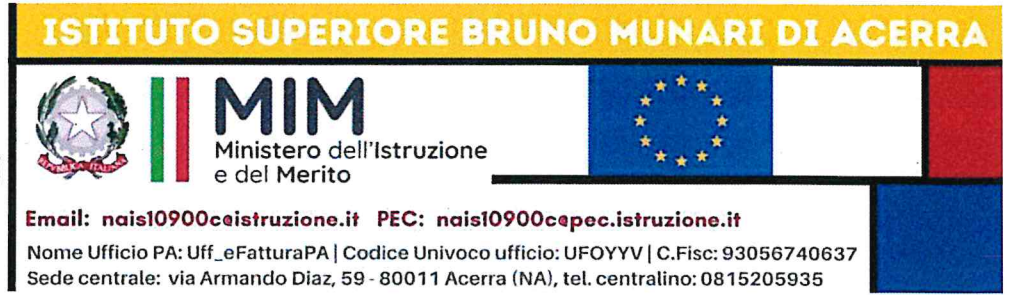 ISTITUTO SUPERIORE BRUNO MUNARI DI ACERRA
MIM
Ministero dell'Istruzione
e del Merito
REPVBBLICA ITALIANA
Email: nais10900c@istruzione.it PEC: nais10900c@pec.istruzione.it
Nome Ufficio PA: Uff_eFatturaPA | Codice Univoco ufficio: UFOYYV | C.Fisc: 93056740637
Sede centrale: via Armando Diaz, 59 - 80011 Acerra (NA), tel. centralino: 0815205935